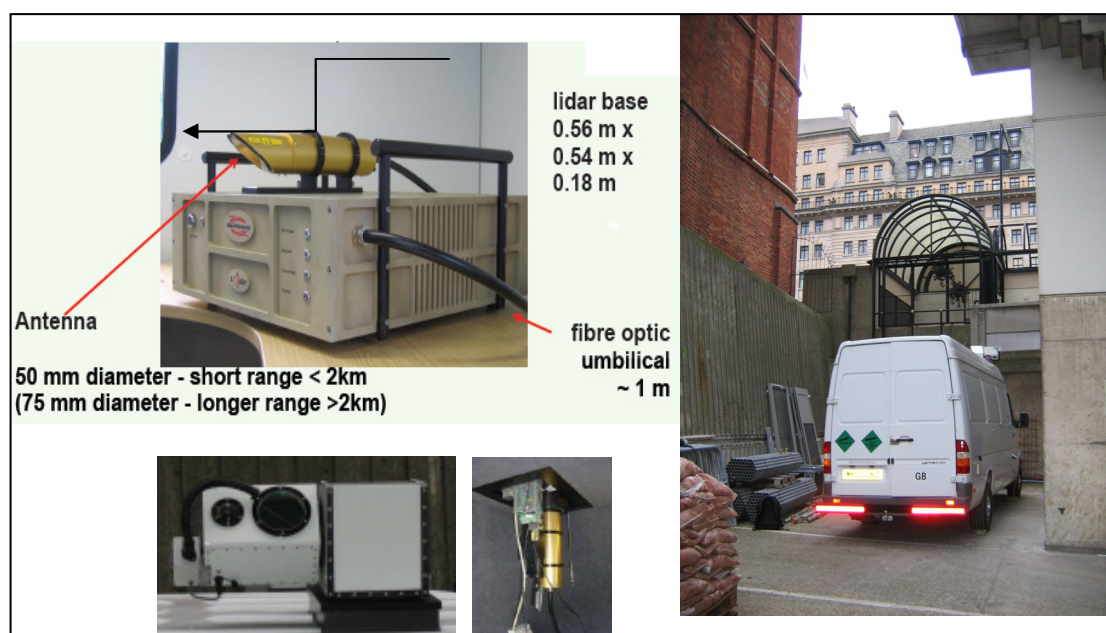 lidar base
0.56 m x
0.54 m x
0.18 m
Antenna
fibre optic
umbilical
~ 1 m
50 mm diameter - short range < 2km
(75 mm diameter - longer range >2km)
GB